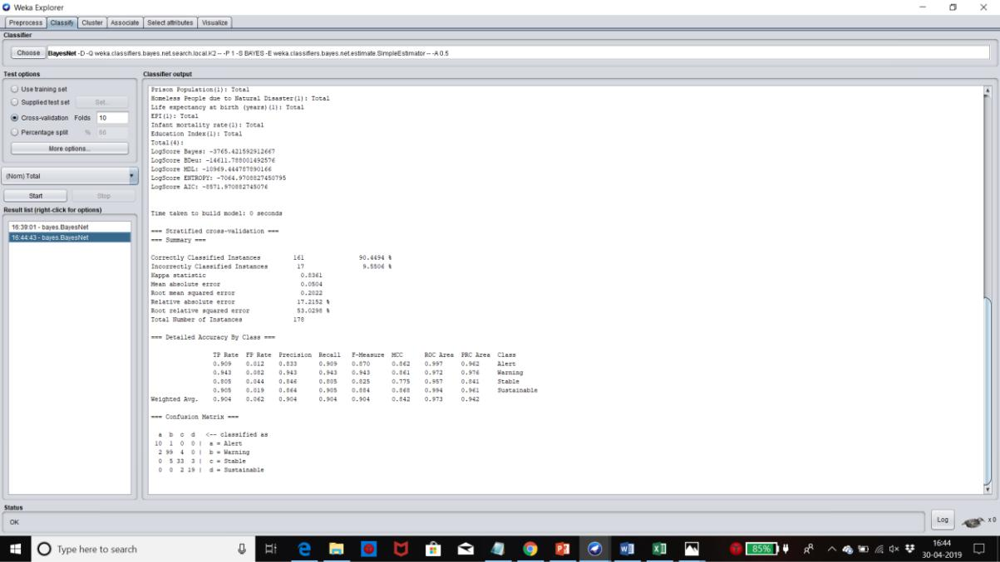 Weka Explorer
Preprocess Classify Cluster Associate Select attributes Visualize
Classifier
Choose BayesNet -D -Q weka.classifiers.bayes.net.search.local.K2 -- -P 1 -S BAYES -E weka.classifiers.bayes.net.estimate.SimpleEstimator -- -A 0.5
Test options
Use training set
Supplied test set Set...
Cross-validation Folds 10
Percentage split % 66
More options...
(Nom) Total
Start Stop
Result list (right-click for options)
16:39:01 - bayes.BayesNet
16:44:43 - bayes.BayesNet
Classifier output
Prison Population(1): Total
Homeless People due to Natural Disaster(1): Total
Life expectancy at birth (years)(1): Total
EPI(1): Total
Infant mortality rate(1): Total
Education Index(1): Total
Total(4):
LogScore Bayes: -3765.421592912667
LogScore BDeu: -14611.788001492576
LogScore MDL: -10969.444787890166
LogScore ENTROPY: -7064.9708827450795
LogScore AIC: -8571.970882745076
Time taken to build model: 0 seconds
=== Stratified cross-validation ===
=== Summary ===
Correctly Classified Instances 161 90.4494 %
Incorrectly Classified Instances 17 9.5506 %
Kappa statistic 0.8361
Mean absolute error 0.0504
Root mean squared error 0.2022
Relative absolute error 17.2152 %
Root relative squared error 53.0298 %
Total Number of Instances 178
=== Detailed Accuracy By Class ===
TP Rate FP Rate Precision Recall F-Measure MCC ROC Area PRC Area Class
0.909 0.012 0.833 0.909 0.870 0.862 0.997 0.962 Alert
0.943 0.082 0.943 0.943 0.943 0.861 0.972 0.976 Warning
0.805 0.044 0.846 0.805 0.825 0.775 0.957 0.841 Stable
0.905 0.019 0.864 0.905 0.884 0.868 0.994 0.961 Sustainable
Weighted Avg. 0.904 0.062 0.904 0.904 0.904 0.842 0.973 0.942
=== Confusion Matrix ===
a b c d <-- classified as
10 1 0 0 | a = Alert
2 99 4 0 | b = Warning
0 5 33 3 | c = Stable
0 0 2 19 | d = Sustainable
Status
OK
Log
x 0
Type here to search
85%
16:44
30-04-2019